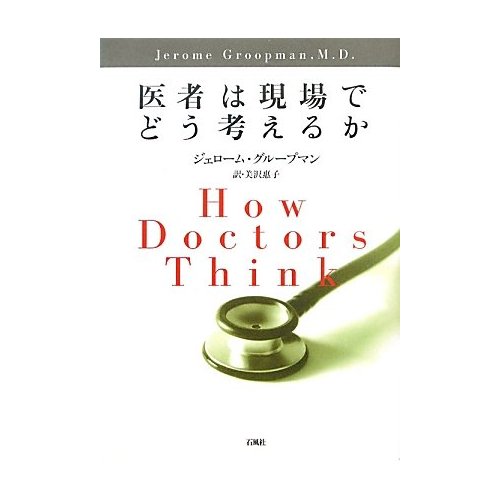 Jerome Groopman, M.D.
医者は現場で
どう考えるか
ジェローム・グループマン
訳・美沢惠子
How
Doctors
Think
石風社